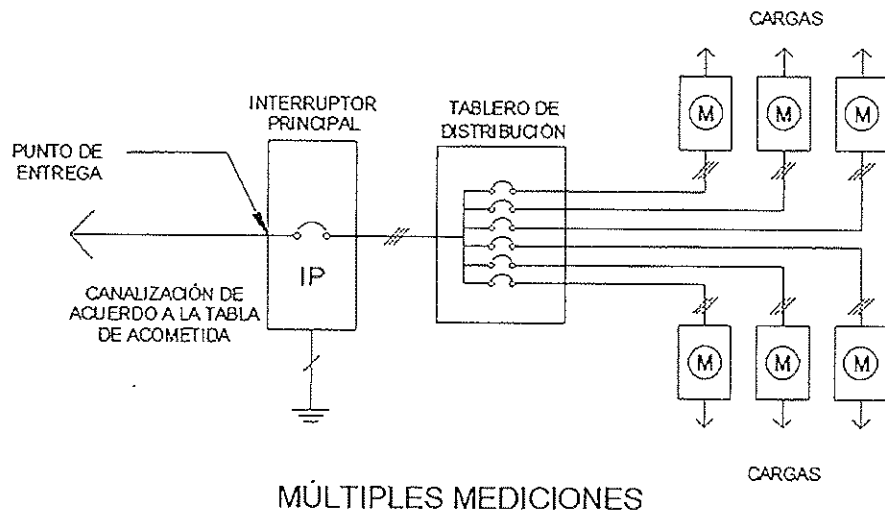 CARGAS
INTERRUPTOR
PRINCIPAL
TABLERO DE
DISTRIBUCIÓN
M
M
M
PUNTO DE
ENTREGA
IP
CANALIZACIÓN DE
ACUERDO A LA TABLA
DE ACOMETIDA
M
M
M
CARGAS
MÚLTIPLES MEDICIONES